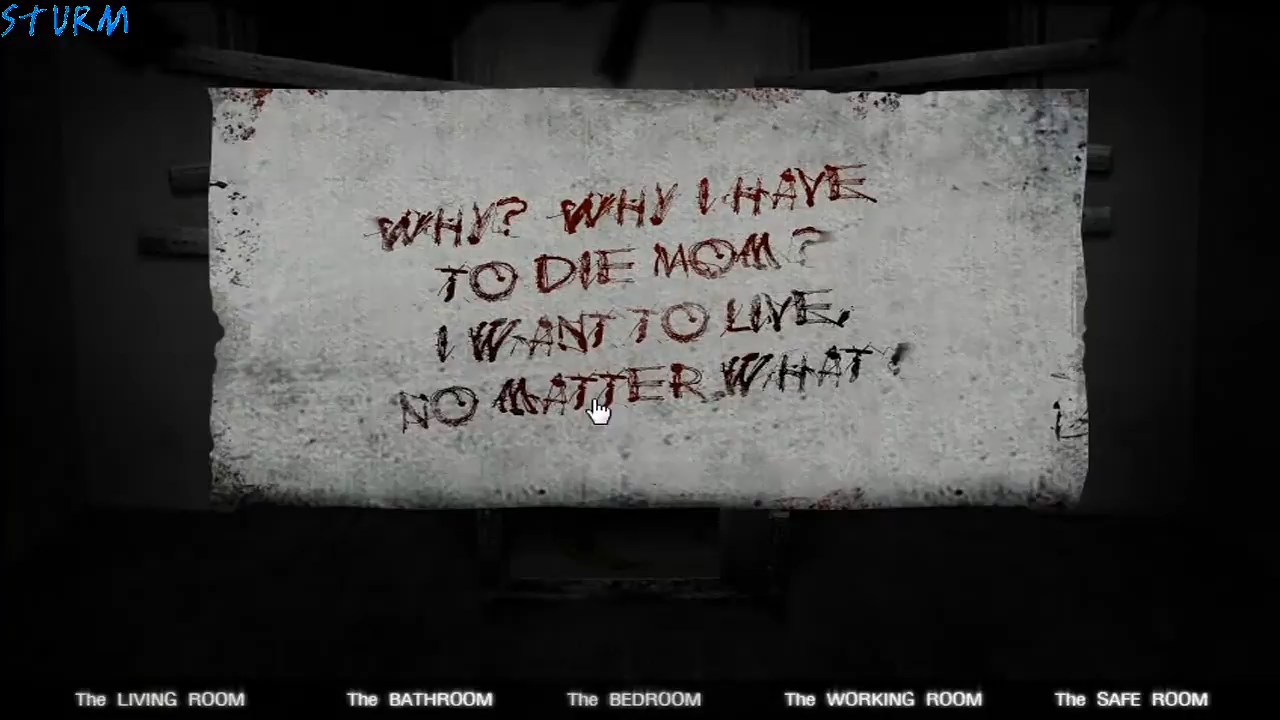 STURM
WHY? WHY I HAVE
TO DIE MOM?
I WANT TO LIVE,
NO MATTER WHAT!
The LIVING ROOM
The BATHROOM
The BEDROOM
The WORKING ROOM
The SAFE ROOM